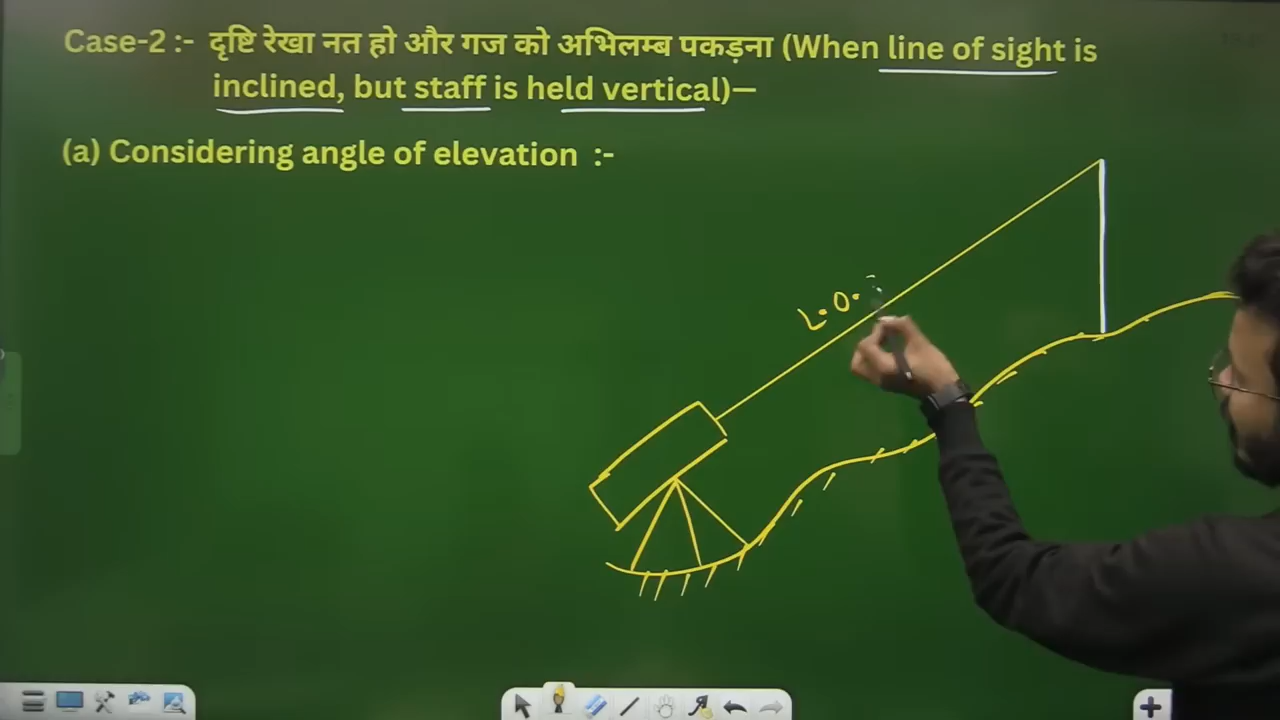 Case-2 :- दृष्टि रेखा नत हो और गज को अभिलम्ब पकड़ना (When line of sight is
inclined, but staff is held vertical)—
(a) Considering angle of elevation :-
L.O.